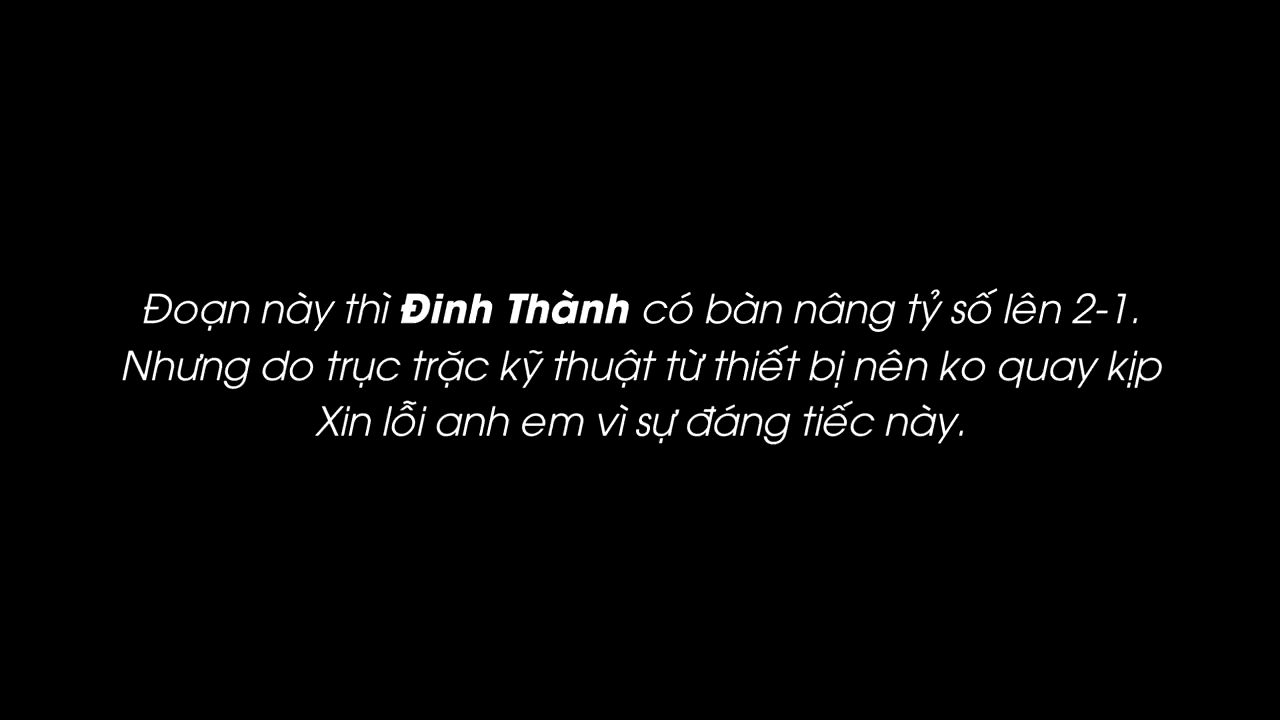 Đoạn này thì Đinh Thành có bàn nâng tỷ số lên 2-1.
Nhưng do trục trặc kỹ thuật từ thiết bị nên ko quay kịp
Xin lỗi anh em vì sự đáng tiếc này.